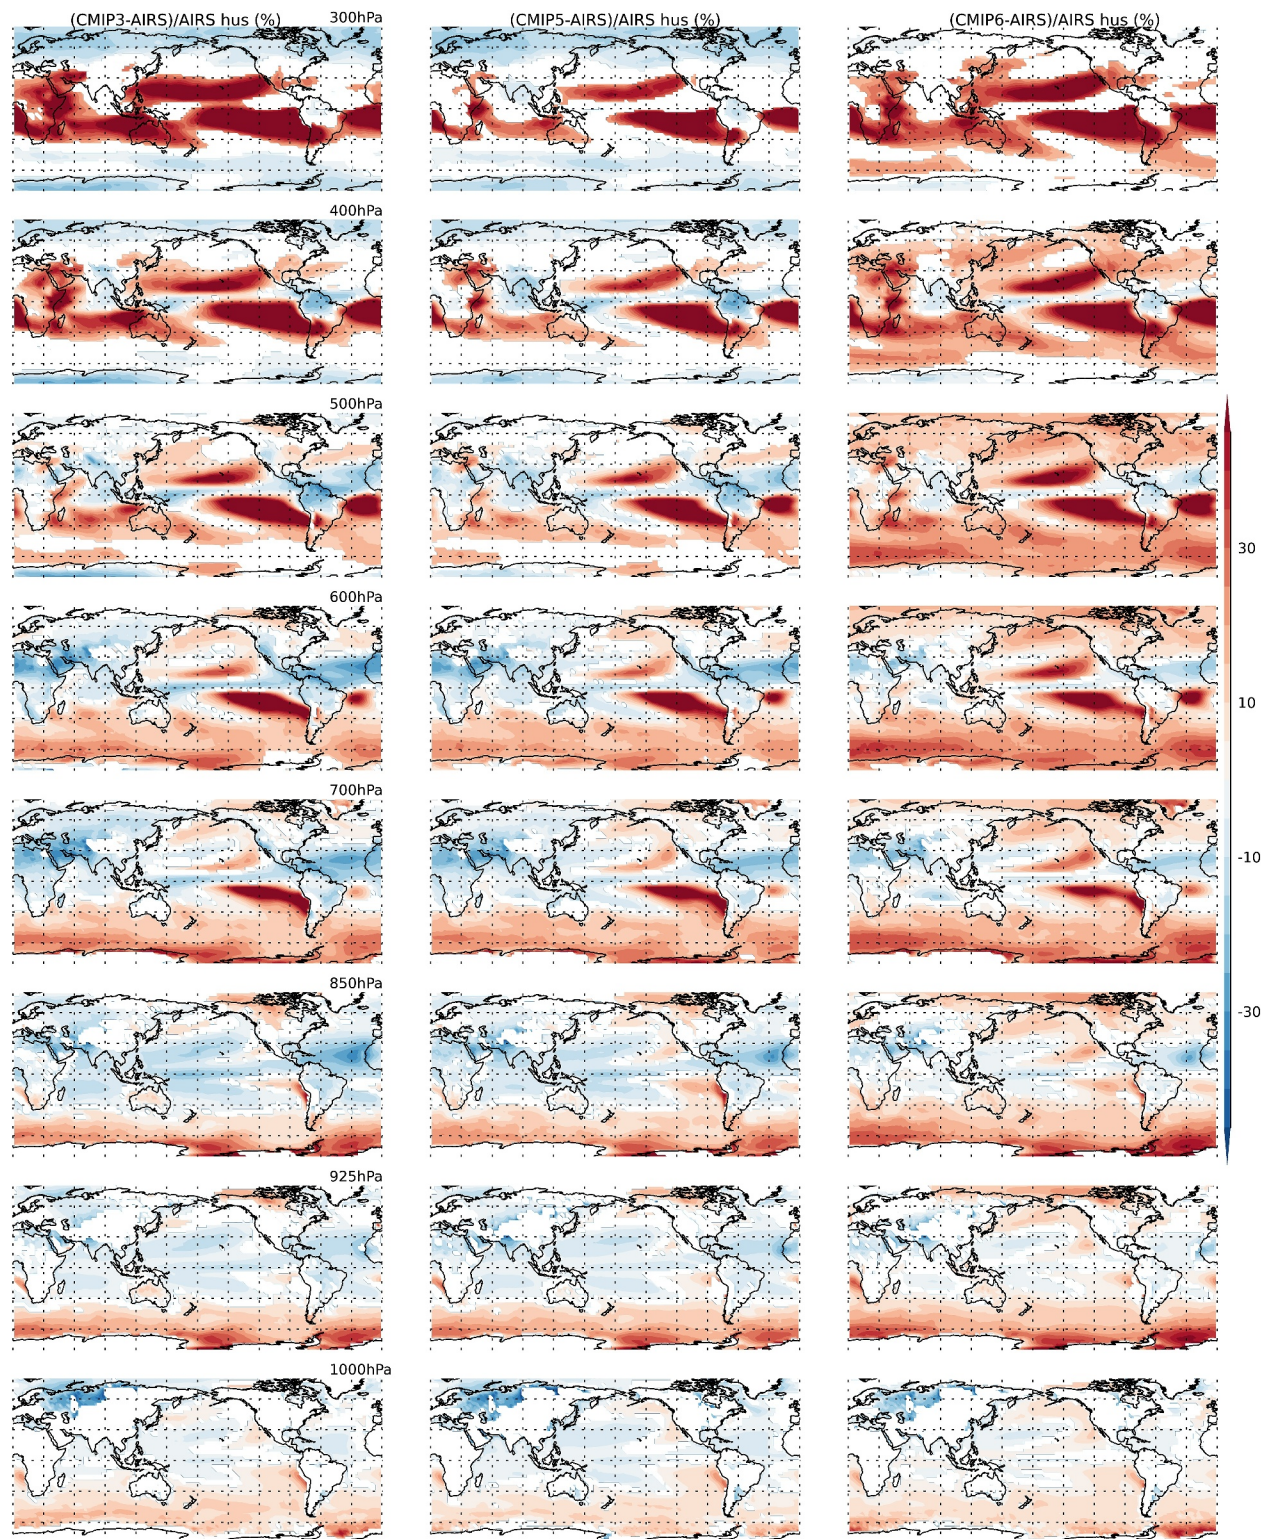 (CMIP3-AIRS)/AIRS hus (%)
300hPa
(CMIP5-AIRS)/AIRS hus (%)
(CMIP6-AIRS)/AIRS hus (%)
400hPa
500hPa
30
600hPa
10
700hPa
-10
850hPa
-30
925hPa
1000hPa